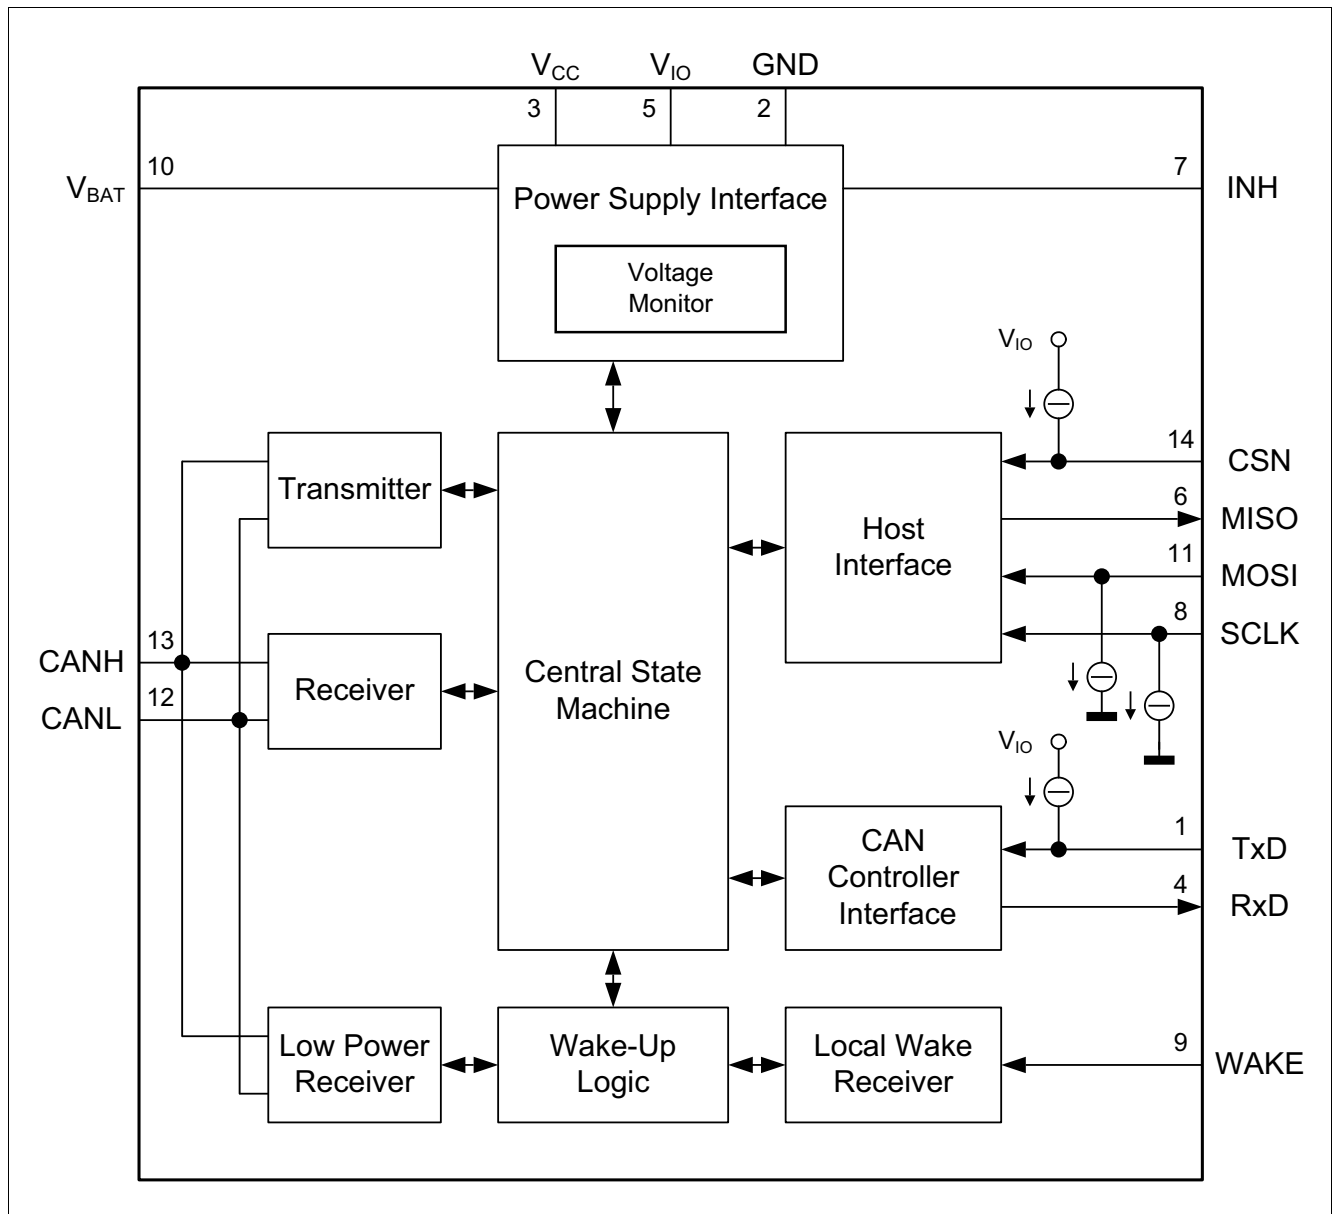 VCC VIO GND
3 5 2
10
VBAT
7
INH
Power Supply Interface
Voltage
Monitor
VIO
14
CSN
Transmitter
6
MISO
Host
Interface
11
MOSI
8
SCLK
13
CANH
12
CANL
Receiver
Central State
Machine
VIO
1
TxD
CAN
Controller
Interface
4
RxD
Low Power
Receiver
Wake-Up
Logic
Local Wake
Receiver
9
WAKE